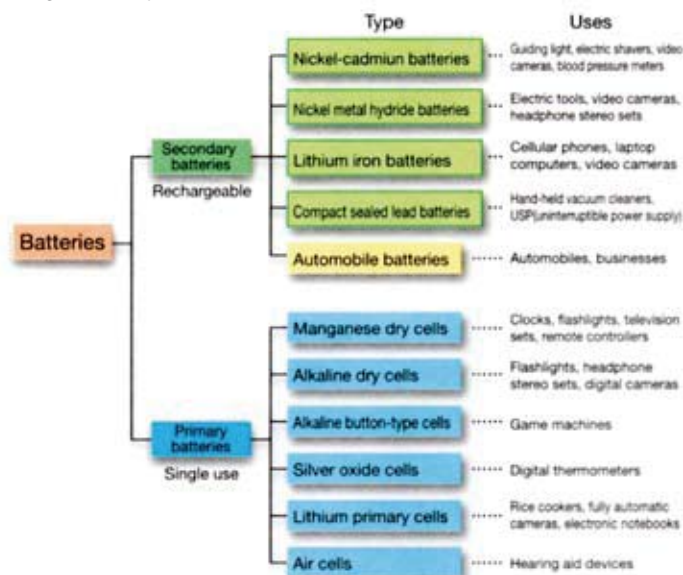 Type
Uses
Nickel-cadmiun batteries
Guiding light, electric shavers, video
cameras, blood pressure meters
Nickel metal hydride batteries
Electric tools, video cameras,
headphone stereo sets
Secondary
batteries
Rechargeable
Lithium iron batteries
Cellular phones, laptop
computers, video cameras
Compact sealed lead batteries
Hand-held vacuum cleaners,
USP(uninterruptible power supply)
Batteries
Automobile batteries
Automobiles, businesses
Manganese dry cells
Clocks, flashlights, television
sets, remote controllers
Alkaline dry cells
Flashlights, headphone
stereo sets, digital cameras
Primary
batteries
Single use
Alkaline button-type cells
Game machines
Silver oxide cells
Digital thermometers
Lithium primary cells
Rice cookers, fully automatic
cameras, electronic notebooks
Air cells
Hearing aid devices